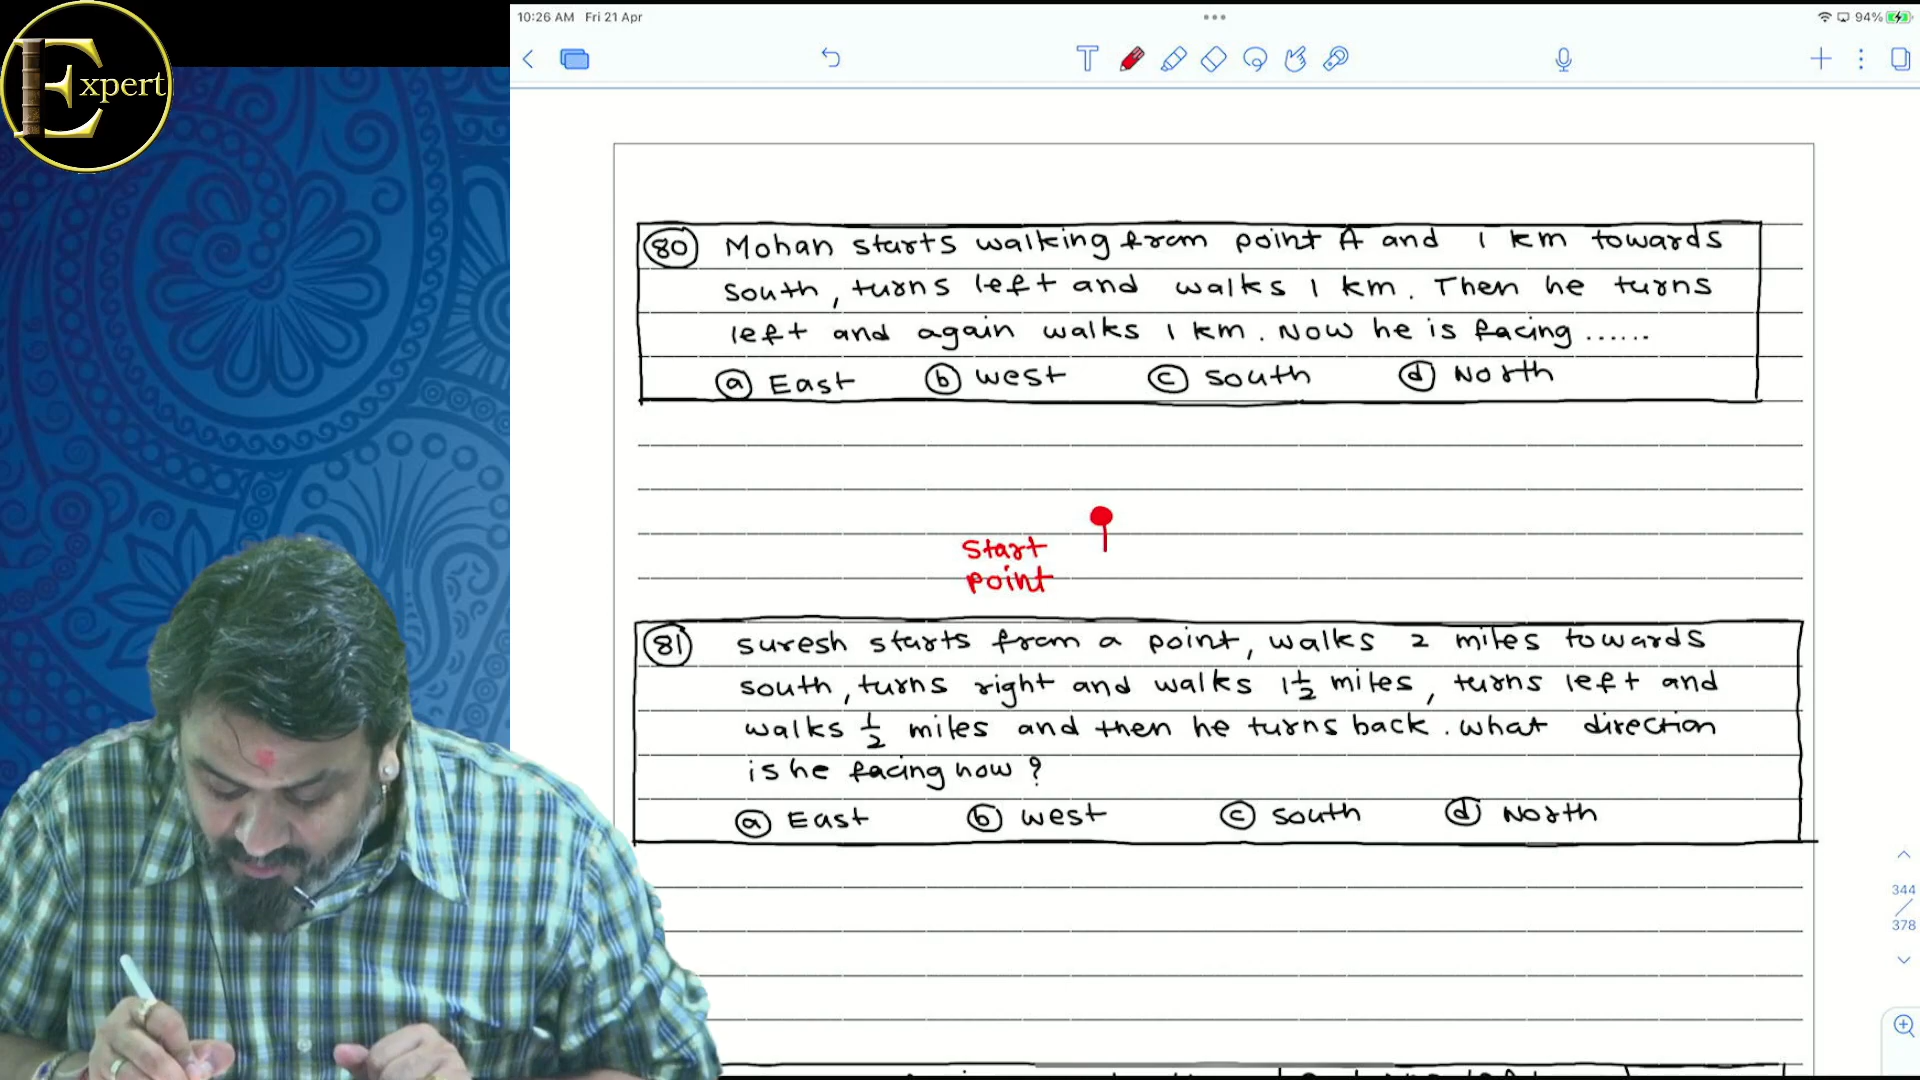 10:26 AM Fri 21 Apr
94%
Expert
T
80 Mohan starts walking from point A and 1 km towards
south, turns left and walks 1 km. Then he turns
left and again walks 1 km. Now he is facing ......
a East b west c south d North
Start
point
81 suresh starts from a point, walks 2 miles towards
south, turns right and walks 1 1/2 miles, turns left and
walks 1/2 miles and then he turns back. what direction
is he facing now?
a East b west c south d North
344
378